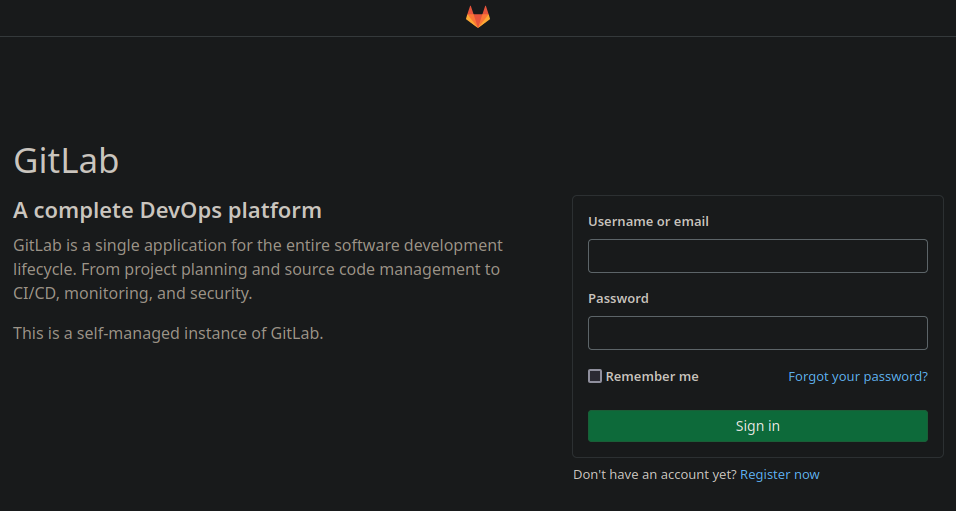 GitLab
A complete DevOps platform
GitLab is a single application for the entire software development
lifecycle. From project planning and source code management to
CI/CD, monitoring, and security.
This is a self-managed instance of GitLab.
Username or email
Password
Remember me
Forgot your password?
Sign in
Don't have an account yet? Register now